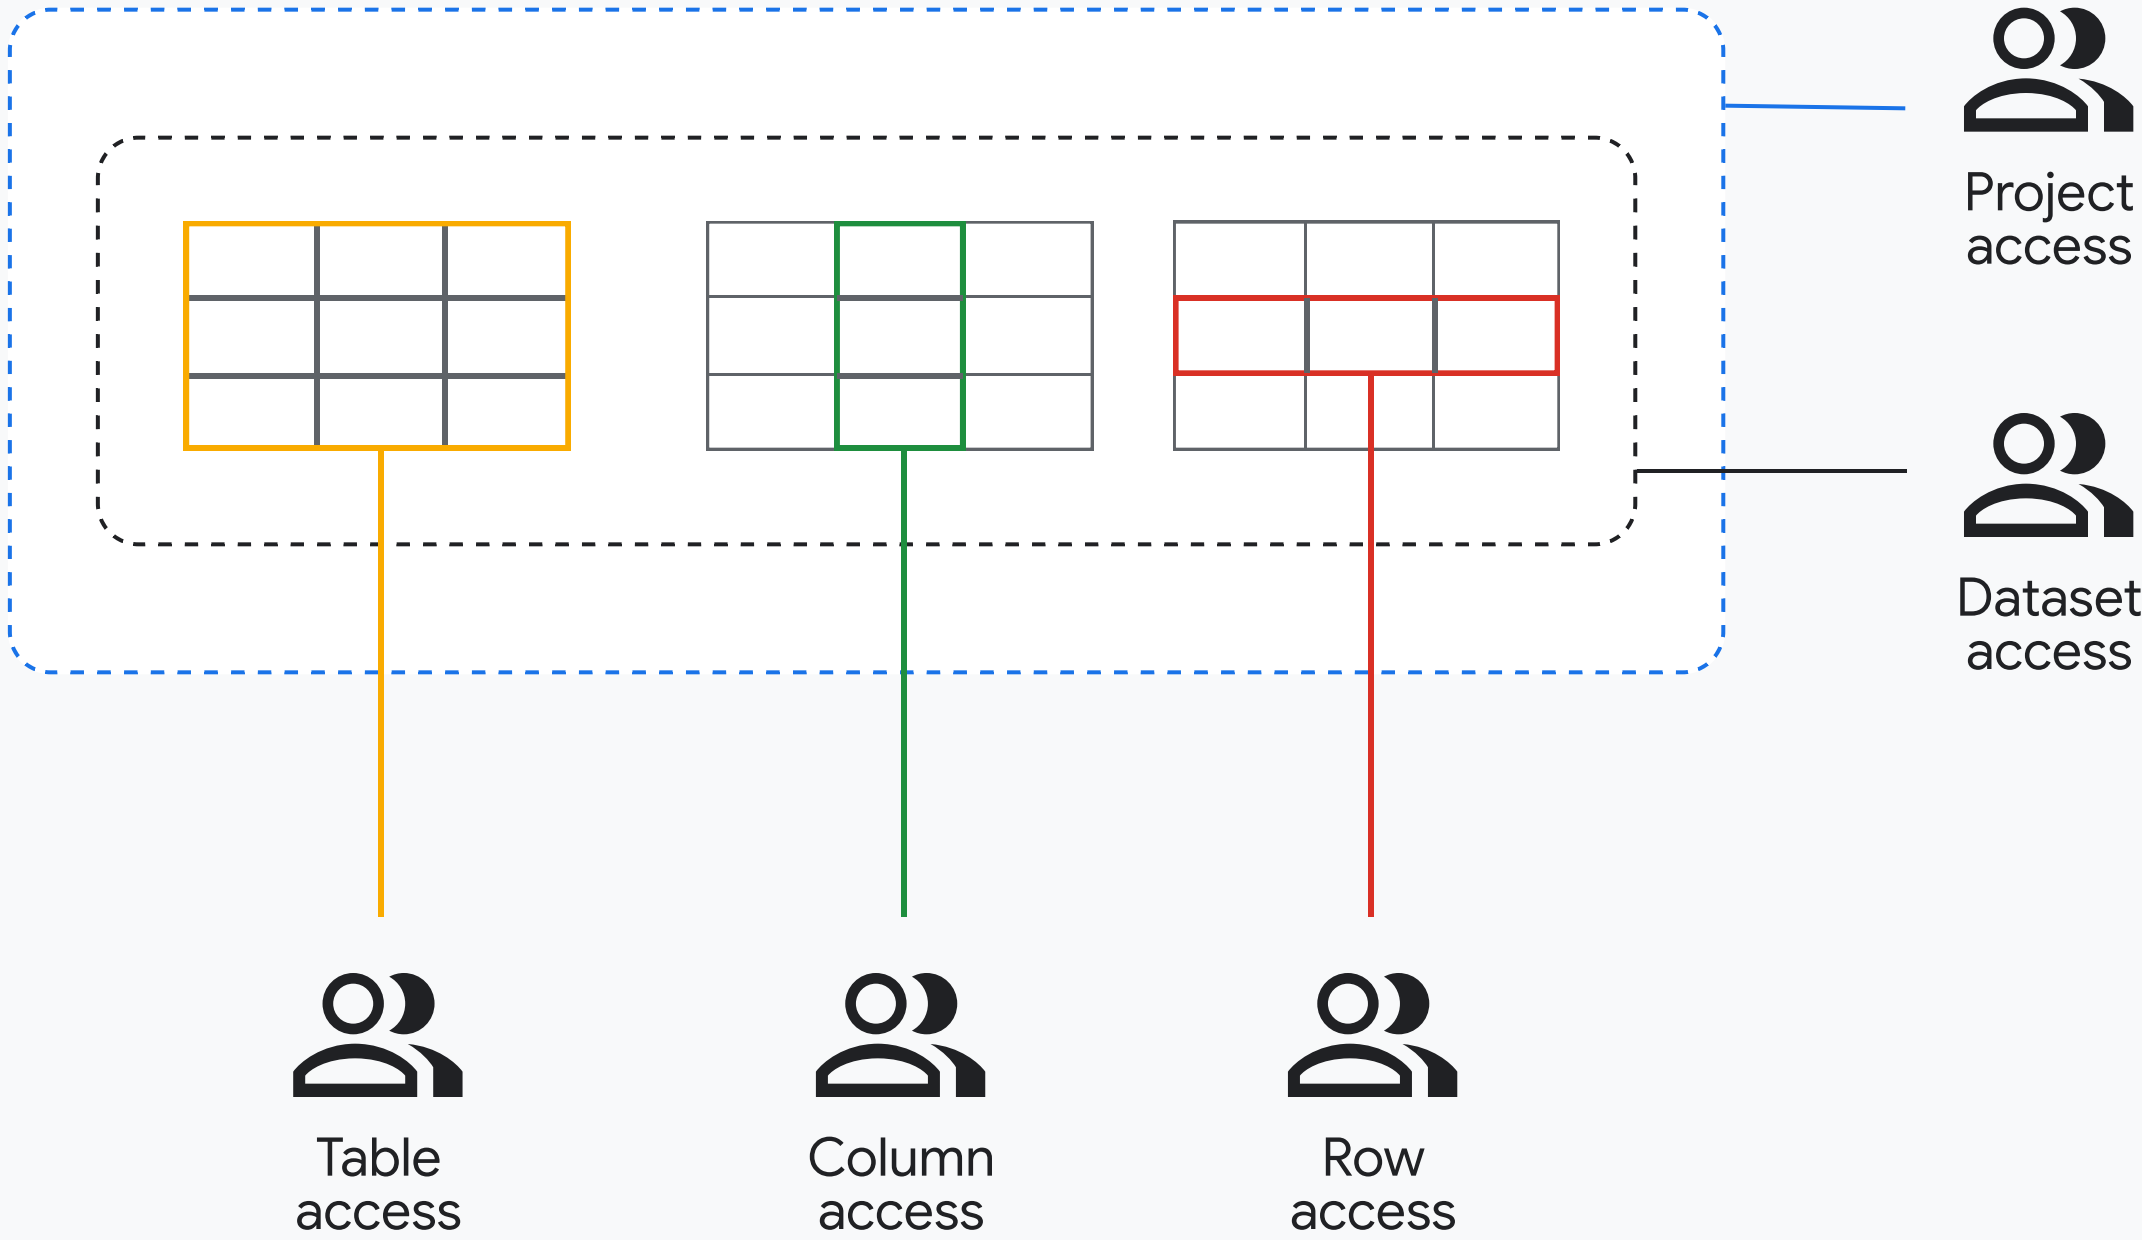 Project
access
Dataset
access
Table
access
Column
access
Row
access